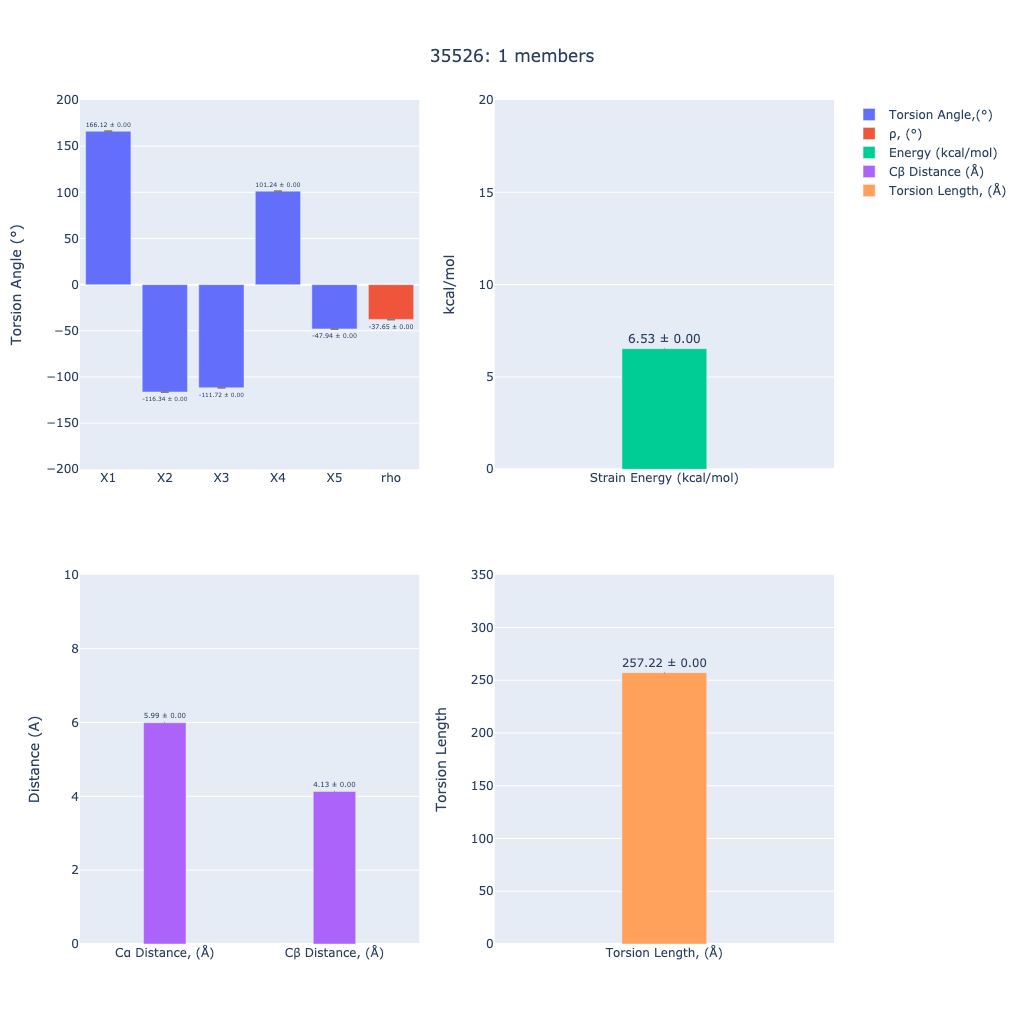 35526: 1 members
Torsion Angle (°)
200
150
100
50
0
−50
−100
−150
−200
166.12 ± 0.00
-116.34 ± 0.00
-111.72 ± 0.00
101.24 ± 0.00
-47.94 ± 0.00
-37.65 ± 0.00
X1 X2 X3 X4 X5 rho
kcal/mol
20
15
10
5
0
6.53 ± 0.00
Strain Energy (kcal/mol)
Torsion Angle,(°)
ρ, (°)
Energy (kcal/mol)
Cβ Distance (Å)
Torsion Length, (Å)
Distance (A)
10
8
6
4
2
0
5.99 ± 0.00
4.13 ± 0.00
Cα Distance, (Å) Cβ Distance, (Å)
Torsion Length
350
300
250
200
150
100
50
0
257.22 ± 0.00
Torsion Length, (Å)